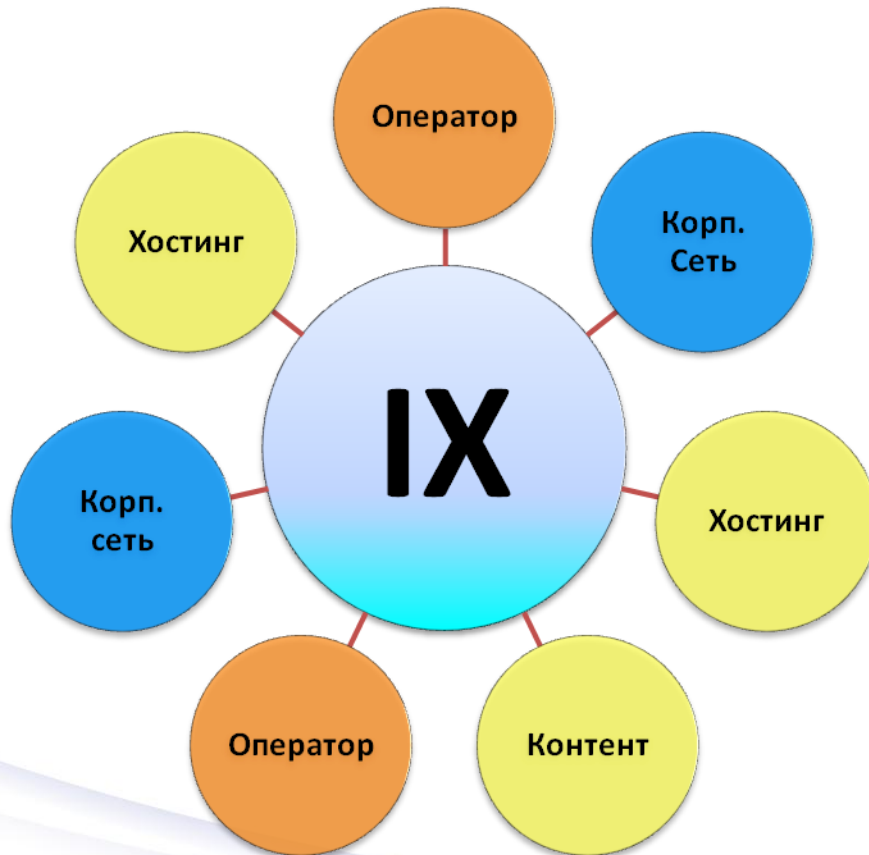 Оператор
Хостинг
Корп.
Сеть
IX
Корп.
сеть
Хостинг
Оператор
Контент